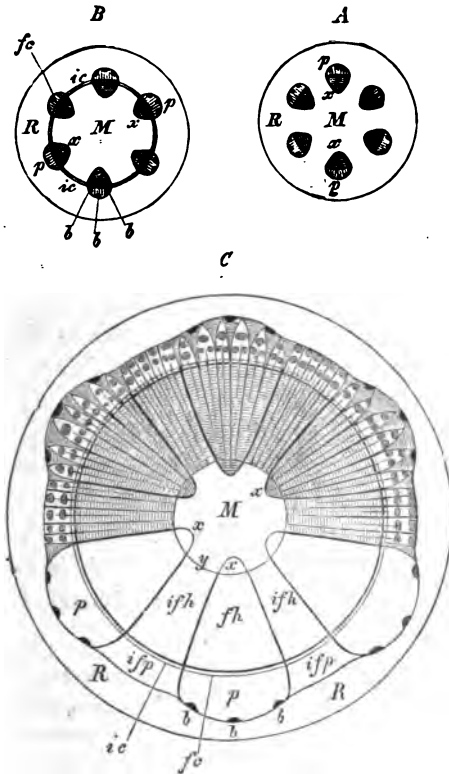 B A
fc ic p
R M x p
x
p ic
b b b
p
x
R M
x
p
C
x
x M
y x
ifh fh ifh
p
R ifp p ifp R
b b b
ic fc